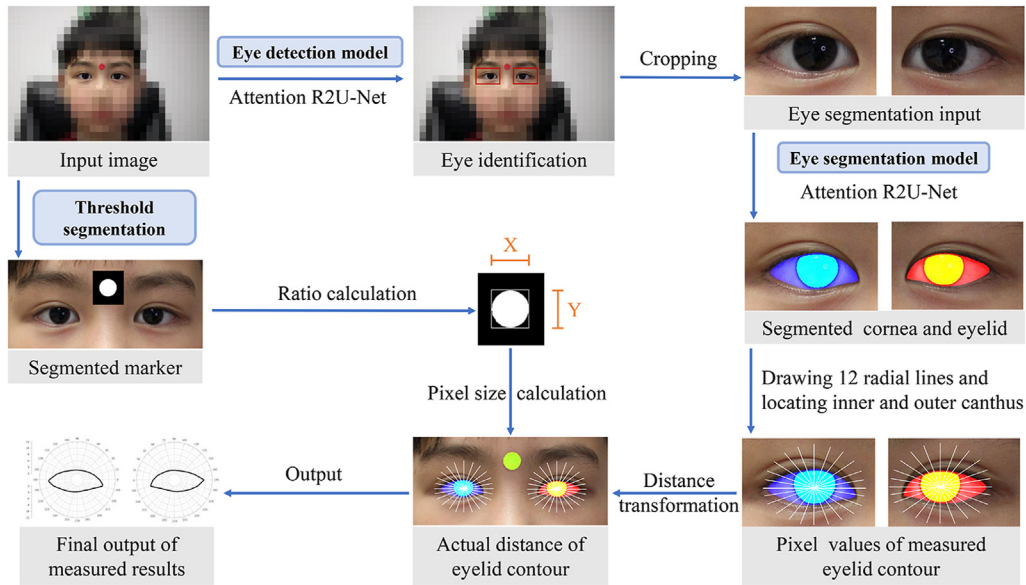 Eye detection model
Attention R2U-Net
Cropping
Input image
Eye identification
Eye segmentation input
Threshold
segmentation
Eye segmentation model
Attention R2U-Net
X
Ratio calculation
Y
Segmented marker
Segmented cornea and eyelid
Pixel size calculation
Drawing 12 radial lines and
locating inner and outer canthus
Output
Distance
transformation
Final output of
measured results
Actual distance of
eyelid contour
Pixel values of measured
eyelid contour